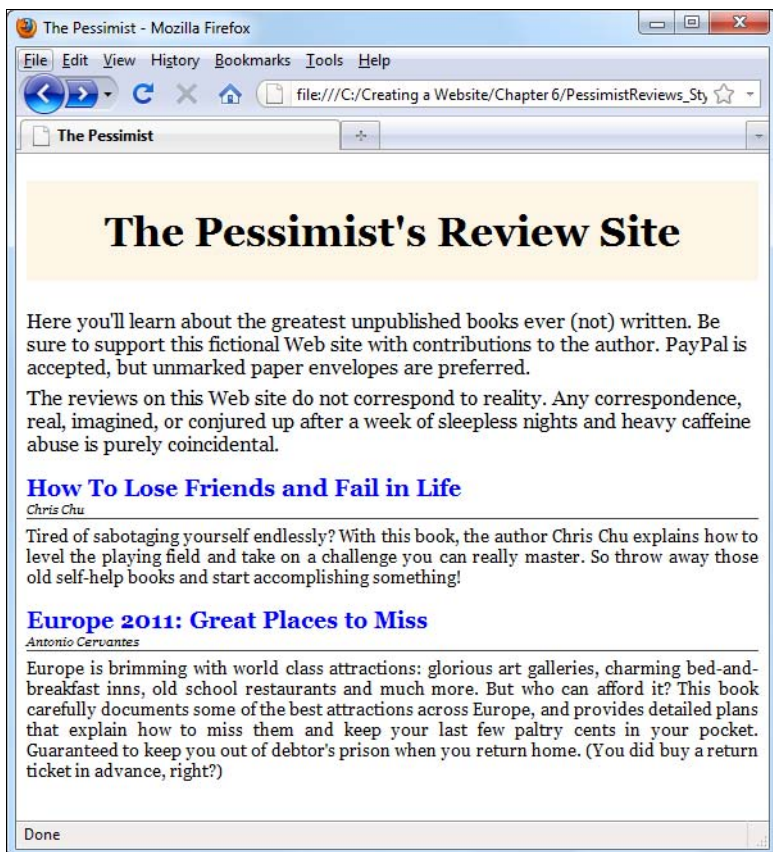 The Pessimist - Mozilla Firefox
File Edit View History Bookmarks Tools Help
file:///C:/Creating a Website/Chapter 6/PessimistReviews_Sty
The Pessimist
The Pessimist's Review Site
Here you'll learn about the greatest unpublished books ever (not) written. Be
sure to support this fictional Web site with contributions to the author. PayPal is
accepted, but unmarked paper envelopes are preferred.
The reviews on this Web site do not correspond to reality. Any correspondence,
real, imagined, or conjured up after a week of sleepless nights and heavy caffeine
abuse is purely coincidental.
How To Lose Friends and Fail in Life
Chris Chu
Tired of sabotaging yourself endlessly? With this book, the author Chris Chu explains how to
level the playing field and take on a challenge you can really master. So throw away those
old self-help books and start accomplishing something!
Europe 2011: Great Places to Miss
Antonio Cervantes
Europe is brimming with world class attractions: glorious art galleries, charming bed-and-
breakfast inns, old school restaurants and much more. But who can afford it? This book
carefully documents some of the best attractions across Europe, and provides detailed plans
that explain how to miss them and keep your last few paltry cents in your pocket.
Guaranteed to keep you out of debtor's prison when you return home. (You did buy a return
ticket in advance, right?)
Done